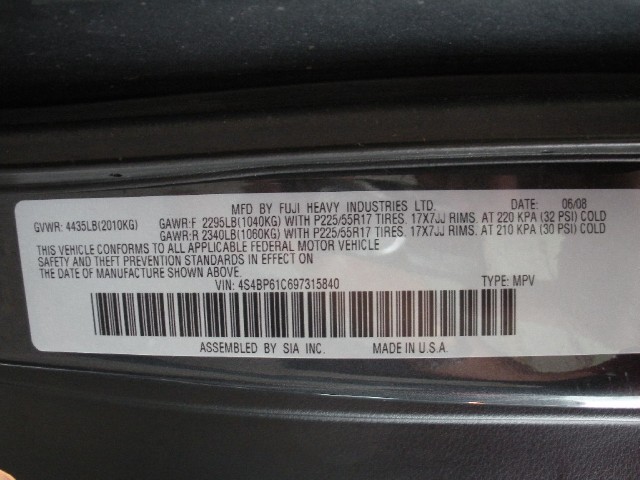 MFD BY FUJI HEAVY INDUSTRIES LTD. DATE: 06/08
GVWR: 4435LB(2010KG) GAWR:F 2295LB(1040KG) WITH P225/55R17 TIRES. 17X7JJ RIMS. AT 220 KPA (32 PSI) COLD
GAWR:R 2340LB(1060KG) WITH P225/55R17 TIRES. 17X7JJ RIMS. AT 210 KPA (30 PSI) COLD
THIS VEHICLE CONFORMS TO ALL APPLICABLE FEDERAL MOTOR VEHICLE
SAFETY AND THEFT PREVENTION STANDARDS IN EFFECT ON
THE DATE OF MANUFACTURE SHOWN ABOVE.
VIN: 4S4BP61C697315840 TYPE: MPV
ASSEMBLED BY SIA INC. MADE IN U.S.A.